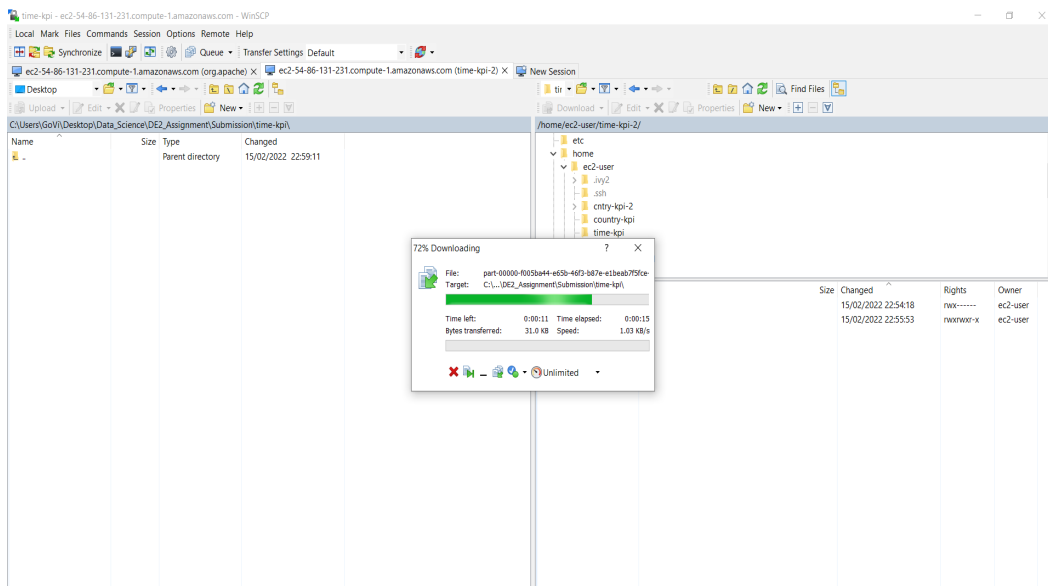 time-kpi - ec2-54-86-131-231.compute-1.amazonaws.com - WinSCP
Local Mark Files Commands Session Options Remote Help
Synchronize Queue Transfer Settings Default
ec2-54-86-131-231.compute-1.amazonaws.com (org.apache) × ec2-54-86-131-231.compute-1.amazonaws.com (time-kpi-2) × New Session
Desktop
tir Find Files
Upload Edit Properties New
Download Edit Properties New
C:\Users\GoVi\Desktop\Data_Science\DE2_Assignment\Submission\time-kpi\
/home/ec2-user/time-kpi-2/
Name Size Type Changed
.. Parent directory 15/02/2022 22:59:11
etc
home
ec2-user
.ivy2
.ssh
cntry-kpi-2
country-kpi
time-kpi
Size Changed Rights Owner
15/02/2022 22:54:18 rwx------ ec2-user
15/02/2022 22:55:53 rwxrwxr-x ec2-user
72% Downloading ? ×
File: part-00000-f005ba44-e65b-46f3-b87e-e1beab7f5fce-
Target: C:\...\DE2_Assignment\Submission\time-kpi\
Time left: 0:00:11 Time elapsed: 0:00:15
Bytes transferred: 31.0 KB Speed: 1.03 KB/s
Unlimited